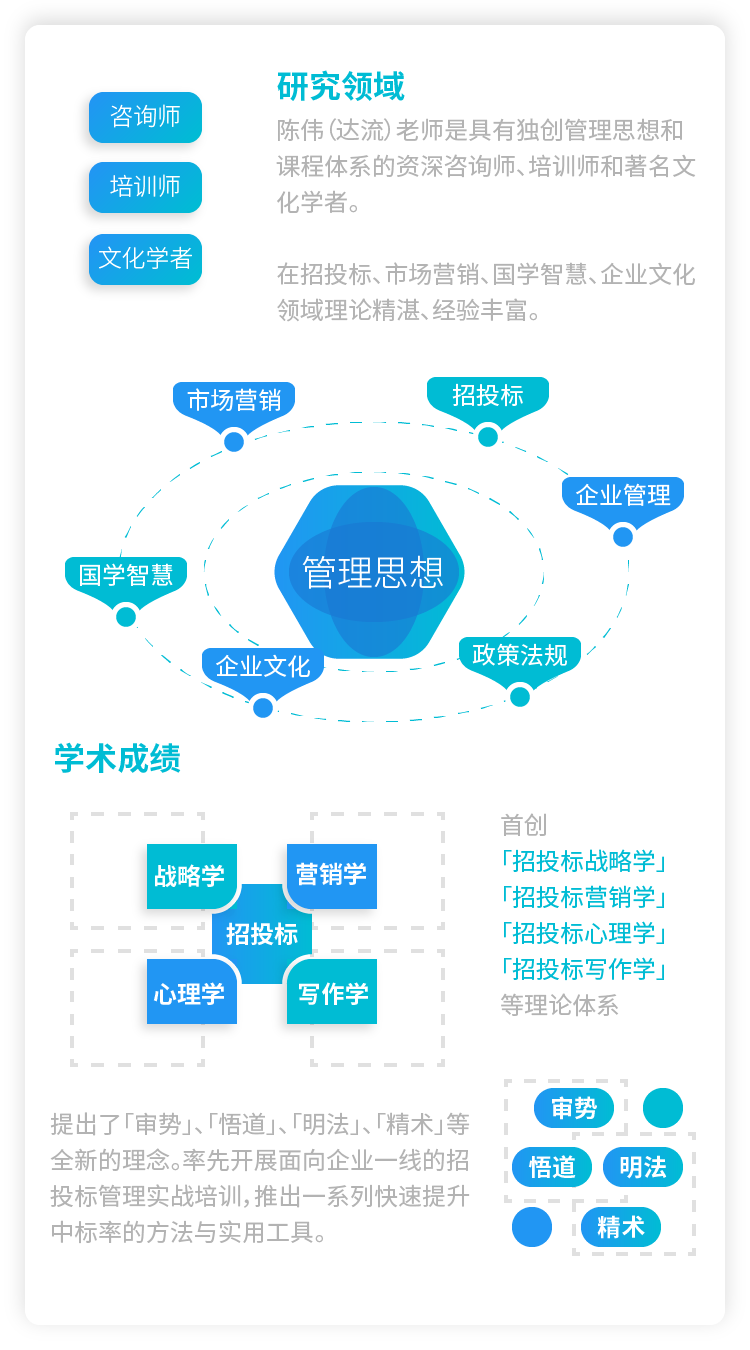 咨询师
培训师
文化学者
研究领域
陈伟（达流）老师是具有独创管理思想和
课程体系的资深咨询师、培训师和著名文
化学者。
在招投标、市场营销、国学智慧、企业文化
领域理论精湛、经验丰富。
市场营销
招投标
企业管理
管理思想
国学智慧
企业文化
政策法规
学术成绩
战略学
营销学
招投标
心理学
写作学
首创
「招投标战略学」
「招投标营销学」
「招投标心理学」
「招投标写作学」
等理论体系
提出了「审势」、「悟道」、「明法」、「精术」等
全新的理念。率先开展面向企业一线的招
投标管理实战培训，推出一系列快速提升
中标率的方法与实用工具。
审势
悟道
明法
精术